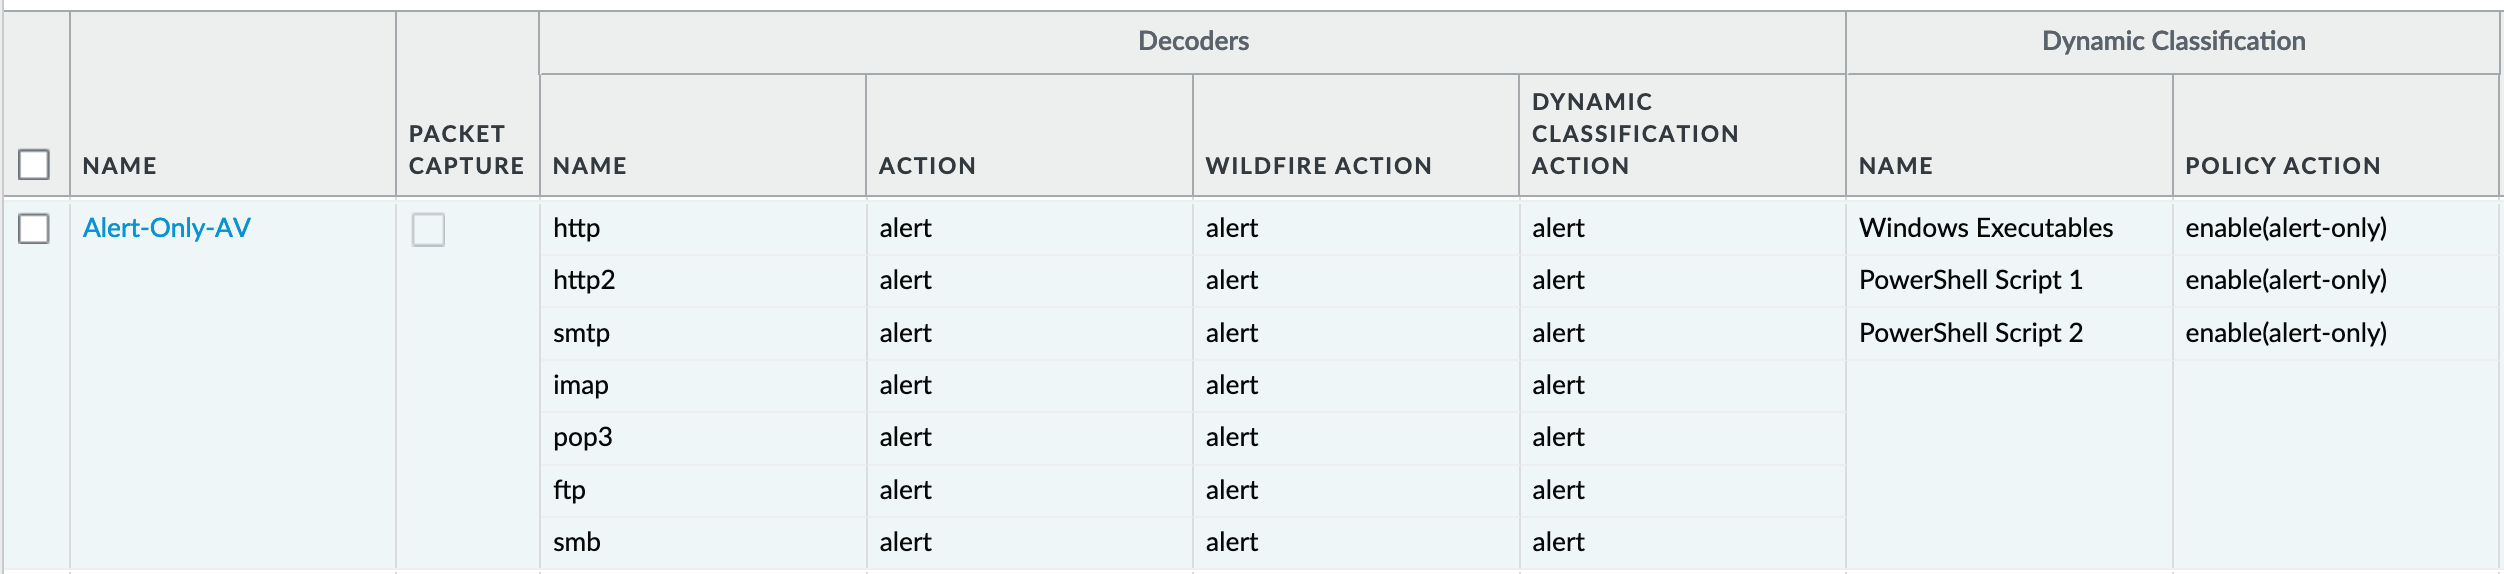 Decoders
Dynamic Classification
NAME
PACKET
CAPTURE
NAME
ACTION
WILDFIRE ACTION
DYNAMIC
CLASSIFICATION
ACTION
NAME
POLICY ACTION
Alert-Only-AV
http alert alert alert Windows Executables enable(alert-only)
http2 alert alert alert PowerShell Script 1 enable(alert-only)
smtp alert alert alert PowerShell Script 2 enable(alert-only)
imap alert alert alert
pop3 alert alert alert
ftp alert alert alert
smb alert alert alert